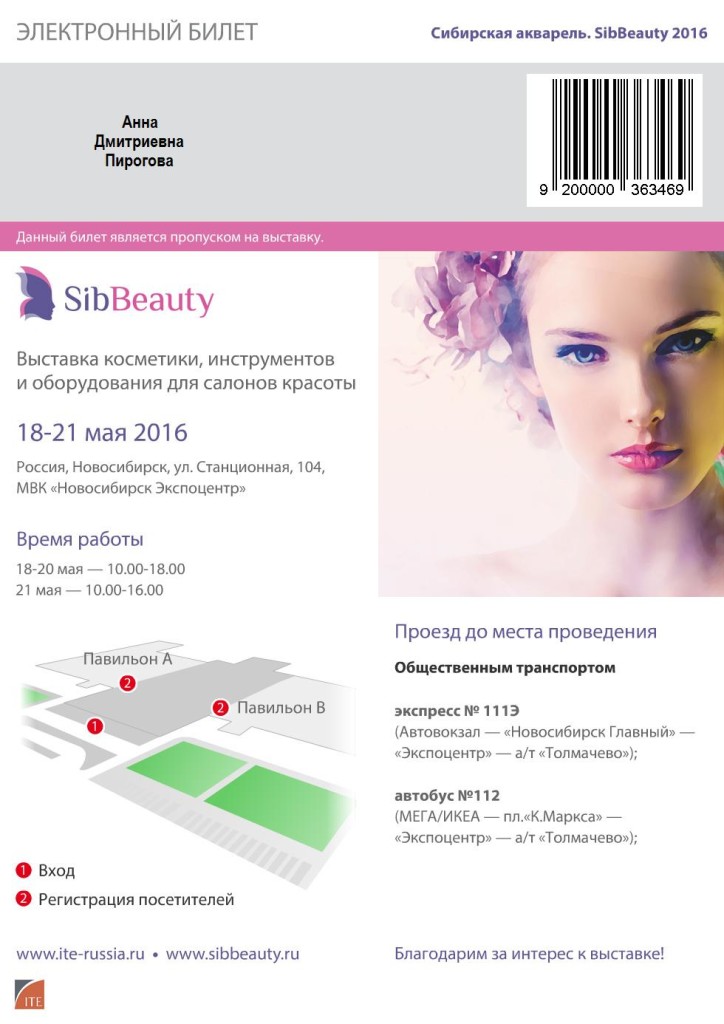 ЭЛЕКТРОННЫЙ БИЛЕТ
Сибирская акварель. SibBeauty 2016
Анна
Дмитриевна
Пирогова
9 200000 363469
Данный билет является пропуском на выставку.
SibBeauty
Выставка косметики, инструментов
и оборудования для салонов красоты
18-21 мая 2016
Россия, Новосибирск, ул. Станционная, 104,
МВК «Новосибирск Экспоцентр»
Время работы
18-20 мая — 10.00-18.00
21 мая — 10.00-16.00
Павильон А
2
2 Павильон В
1
1 Вход
2 Регистрация посетителей
Проезд до места проведения
Общественным транспортом
экспресс № 111Э
(Автовокзал — «Новосибирск Главный» —
«Экспоцентр» — а/т «Толмачево»);
автобус №112
(МЕГА/ИКЕА — пл.«К.Маркса» —
«Экспоцентр» — а/т «Толмачево»);
www.ite-russia.ru • www.sibbeauty.ru
Благодарим за интерес к выставке!
ITE